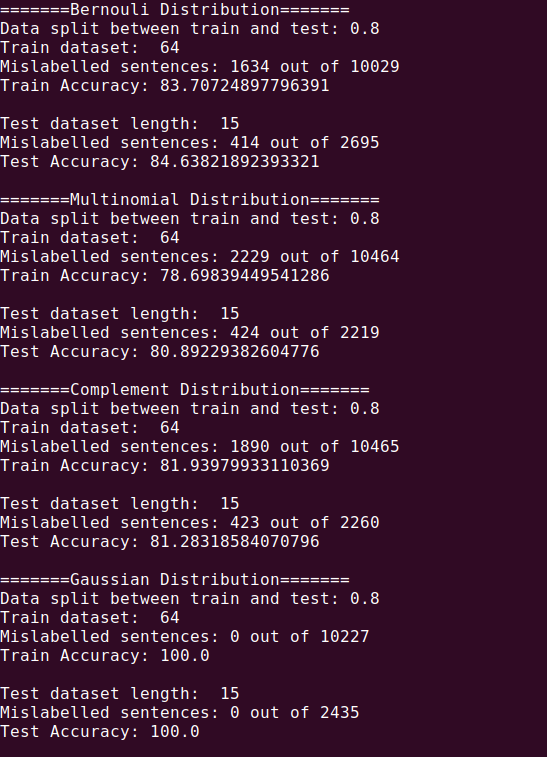 =======Bernouli Distribution=======
Data split between train and test: 0.8
Train dataset:  64
Mislabelled sentences: 1634 out of 10029
Train Accuracy: 83.70724897796391

Test dataset length:  15
Mislabelled sentences: 414 out of 2695
Test Accuracy: 84.63821892393321

=======Multinomial Distribution=======
Data split between train and test: 0.8
Train dataset:  64
Mislabelled sentences: 2229 out of 10464
Train Accuracy: 78.69839449541286

Test dataset length:  15
Mislabelled sentences: 424 out of 2219
Test Accuracy: 80.89229382604776

=======Complement Distribution=======
Data split between train and test: 0.8
Train dataset:  64
Mislabelled sentences: 1890 out of 10465
Train Accuracy: 81.93979933110369

Test dataset length:  15
Mislabelled sentences: 423 out of 2260
Test Accuracy: 81.28318584070796

=======Gaussian Distribution=======
Data split between train and test: 0.8
Train dataset:  64
Mislabelled sentences: 0 out of 10227
Train Accuracy: 100.0

Test dataset length:  15
Mislabelled sentences: 0 out of 2435
Test Accuracy: 100.0